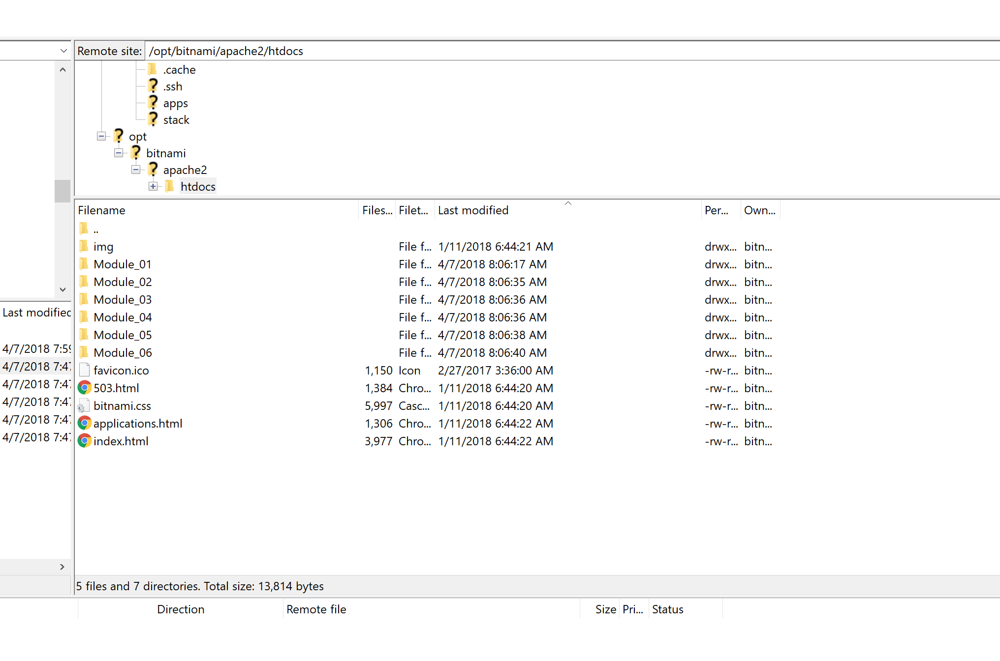 Remote site: /opt/bitnami/apache2/htdocs
.cache
.ssh
apps
stack
opt
bitnami
apache2
htdocs
Filename Files... Filet... Last modified Per... Own...
..
img File f... 1/11/2018 6:44:21 AM drwx... bitn...
Module_01 File f... 4/7/2018 8:06:17 AM drwx... bitn...
Module_02 File f... 4/7/2018 8:06:35 AM drwx... bitn...
Module_03 File f... 4/7/2018 8:06:36 AM drwx... bitn...
Module_04 File f... 4/7/2018 8:06:36 AM drwx... bitn...
Module_05 File f... 4/7/2018 8:06:38 AM drwx... bitn...
Module_06 File f... 4/7/2018 8:06:40 AM drwx... bitn...
favicon.ico 1,150 Icon 2/27/2017 3:36:00 AM -rw-r... bitn...
503.html 1,384 Chro... 1/11/2018 6:44:20 AM -rw-r... bitn...
bitnami.css 5,997 Casc... 1/11/2018 6:44:20 AM -rw-r... bitn...
applications.html 1,306 Chro... 1/11/2018 6:44:22 AM -rw-r... bitn...
index.html 3,977 Chro... 1/11/2018 6:44:22 AM -rw-r... bitn...
5 files and 7 directories. Total size: 13,814 bytes
Last modified
4/7/2018 7:59
4/7/2018 7:47
4/7/2018 7:47
4/7/2018 7:47
4/7/2018 7:47
4/7/2018 7:47
Direction Remote file Size Pri... Status